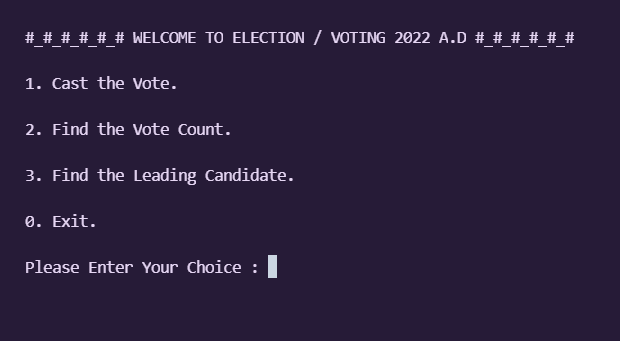 #_#_#_#_#_# WELCOME TO ELECTION / VOTING 2022 A.D #_#_#_#_#_#
1. Cast the Vote.
2. Find the Vote Count.
3. Find the Leading Candidate.
0. Exit.
Please Enter Your Choice :